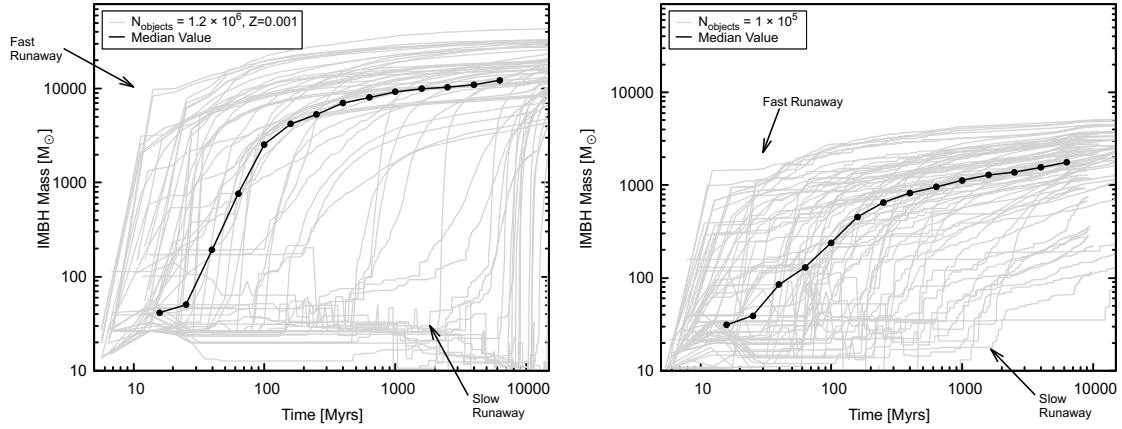 N_objects = 1.2 × 10^6, Z=0.001
Median Value
Fast
Runaway
10000
1000
100
10
IMBH Mass [M☉]
10 100 1000 10000
Time [Myrs]
Slow
Runaway
N_objects = 1 × 10^5
Median Value
Fast Runaway
10000
1000
100
10
IMBH Mass [M☉]
10 100 1000 10000
Time [Myrs]
Slow
Runaway